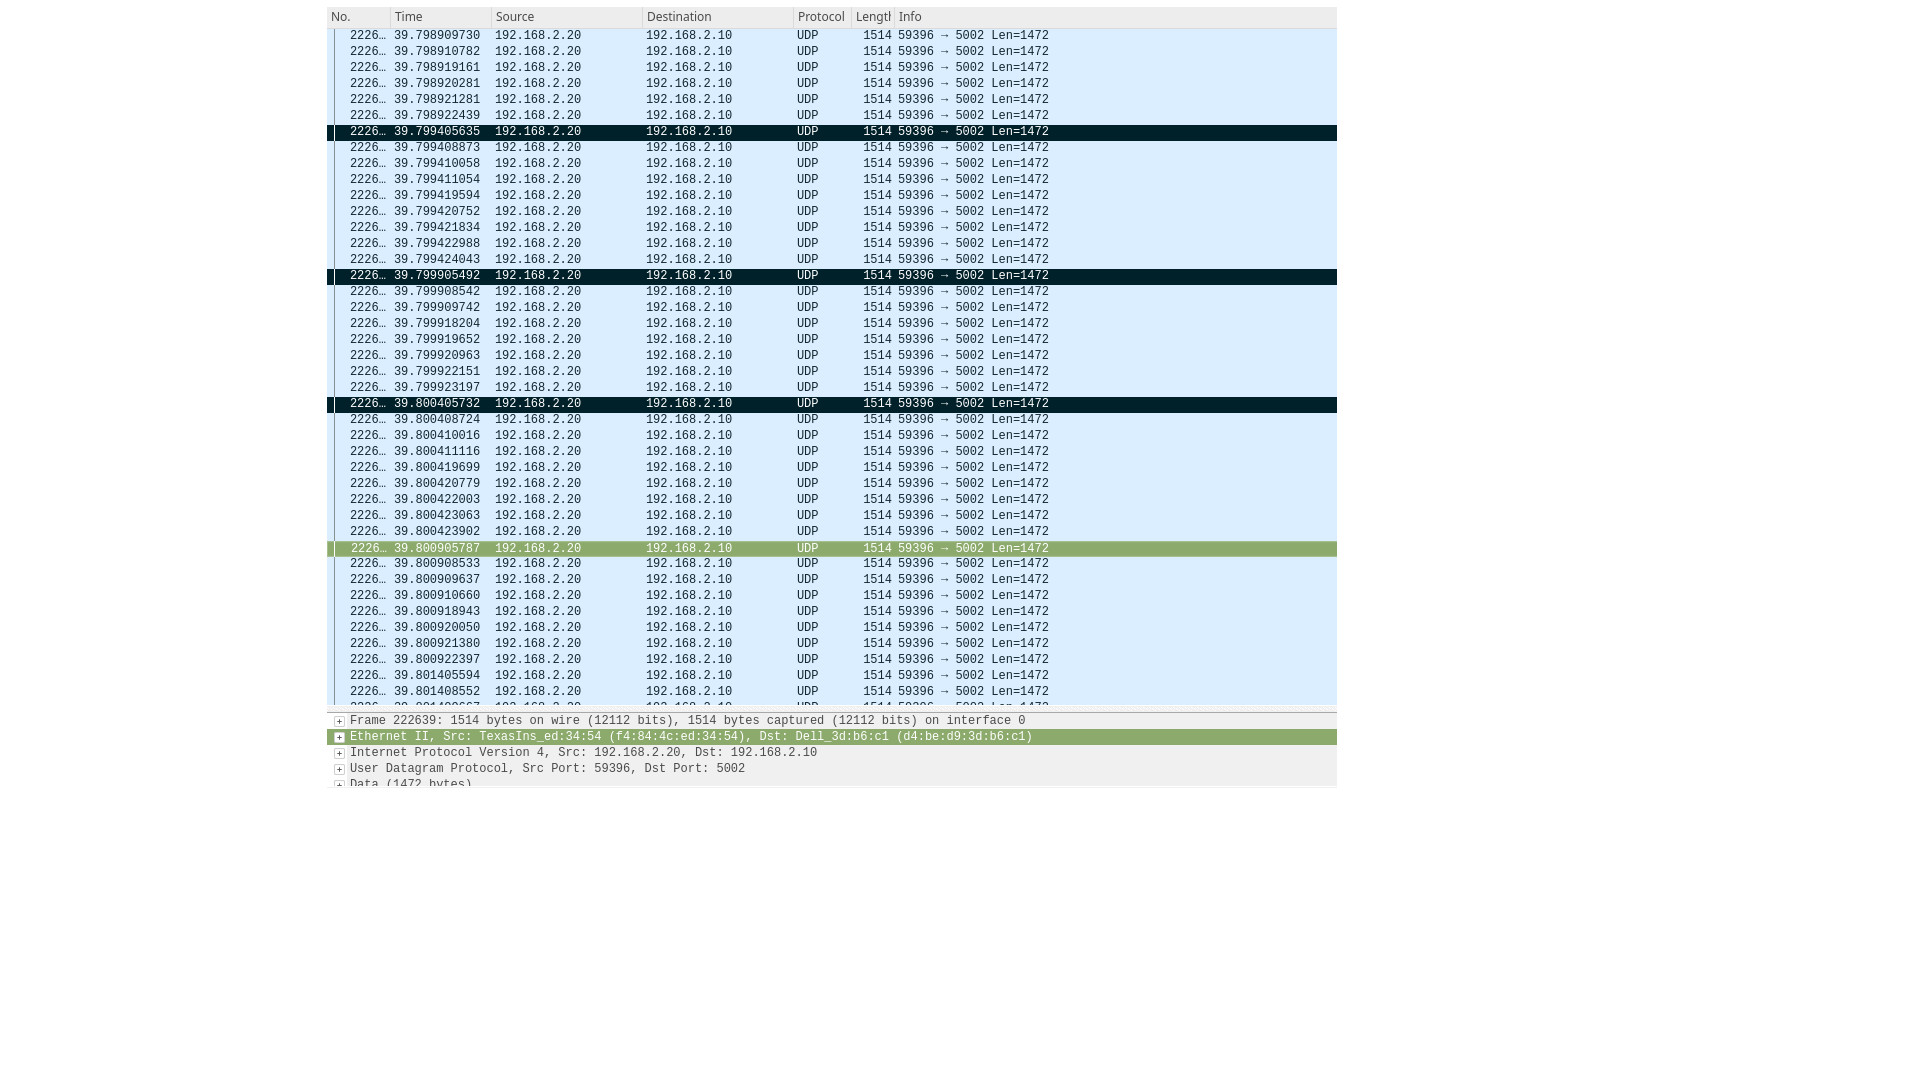 No. Time Source Destination Protocol Length Info
2226… 39.798909730 192.168.2.20 192.168.2.10 UDP 1514 59396 → 5002 Len=1472
2226… 39.798910782 192.168.2.20 192.168.2.10 UDP 1514 59396 → 5002 Len=1472
2226… 39.798919161 192.168.2.20 192.168.2.10 UDP 1514 59396 → 5002 Len=1472
2226… 39.798920281 192.168.2.20 192.168.2.10 UDP 1514 59396 → 5002 Len=1472
2226… 39.798921281 192.168.2.20 192.168.2.10 UDP 1514 59396 → 5002 Len=1472
2226… 39.798922439 192.168.2.20 192.168.2.10 UDP 1514 59396 → 5002 Len=1472
2226… 39.799405635 192.168.2.20 192.168.2.10 UDP 1514 59396 → 5002 Len=1472
2226… 39.799408873 192.168.2.20 192.168.2.10 UDP 1514 59396 → 5002 Len=1472
2226… 39.799410058 192.168.2.20 192.168.2.10 UDP 1514 59396 → 5002 Len=1472
2226… 39.799411054 192.168.2.20 192.168.2.10 UDP 1514 59396 → 5002 Len=1472
2226… 39.799419594 192.168.2.20 192.168.2.10 UDP 1514 59396 → 5002 Len=1472
2226… 39.799420752 192.168.2.20 192.168.2.10 UDP 1514 59396 → 5002 Len=1472
2226… 39.799421834 192.168.2.20 192.168.2.10 UDP 1514 59396 → 5002 Len=1472
2226… 39.799422988 192.168.2.20 192.168.2.10 UDP 1514 59396 → 5002 Len=1472
2226… 39.799424043 192.168.2.20 192.168.2.10 UDP 1514 59396 → 5002 Len=1472
2226… 39.799905492 192.168.2.20 192.168.2.10 UDP 1514 59396 → 5002 Len=1472
2226… 39.799908542 192.168.2.20 192.168.2.10 UDP 1514 59396 → 5002 Len=1472
2226… 39.799909742 192.168.2.20 192.168.2.10 UDP 1514 59396 → 5002 Len=1472
2226… 39.799918204 192.168.2.20 192.168.2.10 UDP 1514 59396 → 5002 Len=1472
2226… 39.799919652 192.168.2.20 192.168.2.10 UDP 1514 59396 → 5002 Len=1472
2226… 39.799920963 192.168.2.20 192.168.2.10 UDP 1514 59396 → 5002 Len=1472
2226… 39.799922151 192.168.2.20 192.168.2.10 UDP 1514 59396 → 5002 Len=1472
2226… 39.799923197 192.168.2.20 192.168.2.10 UDP 1514 59396 → 5002 Len=1472
2226… 39.800405732 192.168.2.20 192.168.2.10 UDP 1514 59396 → 5002 Len=1472
2226… 39.800408724 192.168.2.20 192.168.2.10 UDP 1514 59396 → 5002 Len=1472
2226… 39.800410016 192.168.2.20 192.168.2.10 UDP 1514 59396 → 5002 Len=1472
2226… 39.800411116 192.168.2.20 192.168.2.10 UDP 1514 59396 → 5002 Len=1472
2226… 39.800419699 192.168.2.20 192.168.2.10 UDP 1514 59396 → 5002 Len=1472
2226… 39.800420779 192.168.2.20 192.168.2.10 UDP 1514 59396 → 5002 Len=1472
2226… 39.800422003 192.168.2.20 192.168.2.10 UDP 1514 59396 → 5002 Len=1472
2226… 39.800423063 192.168.2.20 192.168.2.10 UDP 1514 59396 → 5002 Len=1472
2226… 39.800423902 192.168.2.20 192.168.2.10 UDP 1514 59396 → 5002 Len=1472
2226… 39.800905787 192.168.2.20 192.168.2.10 UDP 1514 59396 → 5002 Len=1472
2226… 39.800908533 192.168.2.20 192.168.2.10 UDP 1514 59396 → 5002 Len=1472
2226… 39.800909637 192.168.2.20 192.168.2.10 UDP 1514 59396 → 5002 Len=1472
2226… 39.800910660 192.168.2.20 192.168.2.10 UDP 1514 59396 → 5002 Len=1472
2226… 39.800918943 192.168.2.20 192.168.2.10 UDP 1514 59396 → 5002 Len=1472
2226… 39.800920050 192.168.2.20 192.168.2.10 UDP 1514 59396 → 5002 Len=1472
2226… 39.800921380 192.168.2.20 192.168.2.10 UDP 1514 59396 → 5002 Len=1472
2226… 39.800922397 192.168.2.20 192.168.2.10 UDP 1514 59396 → 5002 Len=1472
2226… 39.801405594 192.168.2.20 192.168.2.10 UDP 1514 59396 → 5002 Len=1472
2226… 39.801408552 192.168.2.20 192.168.2.10 UDP 1514 59396 → 5002 Len=1472
Frame 222639: 1514 bytes on wire (12112 bits), 1514 bytes captured (12112 bits) on interface 0
Ethernet II, Src: TexasIns_ed:34:54 (f4:84:4c:ed:34:54), Dst: Dell_3d:b6:c1 (d4:be:d9:3d:b6:c1)
Internet Protocol Version 4, Src: 192.168.2.20, Dst: 192.168.2.10
User Datagram Protocol, Src Port: 59396, Dst Port: 5002
Data (1472 bytes)